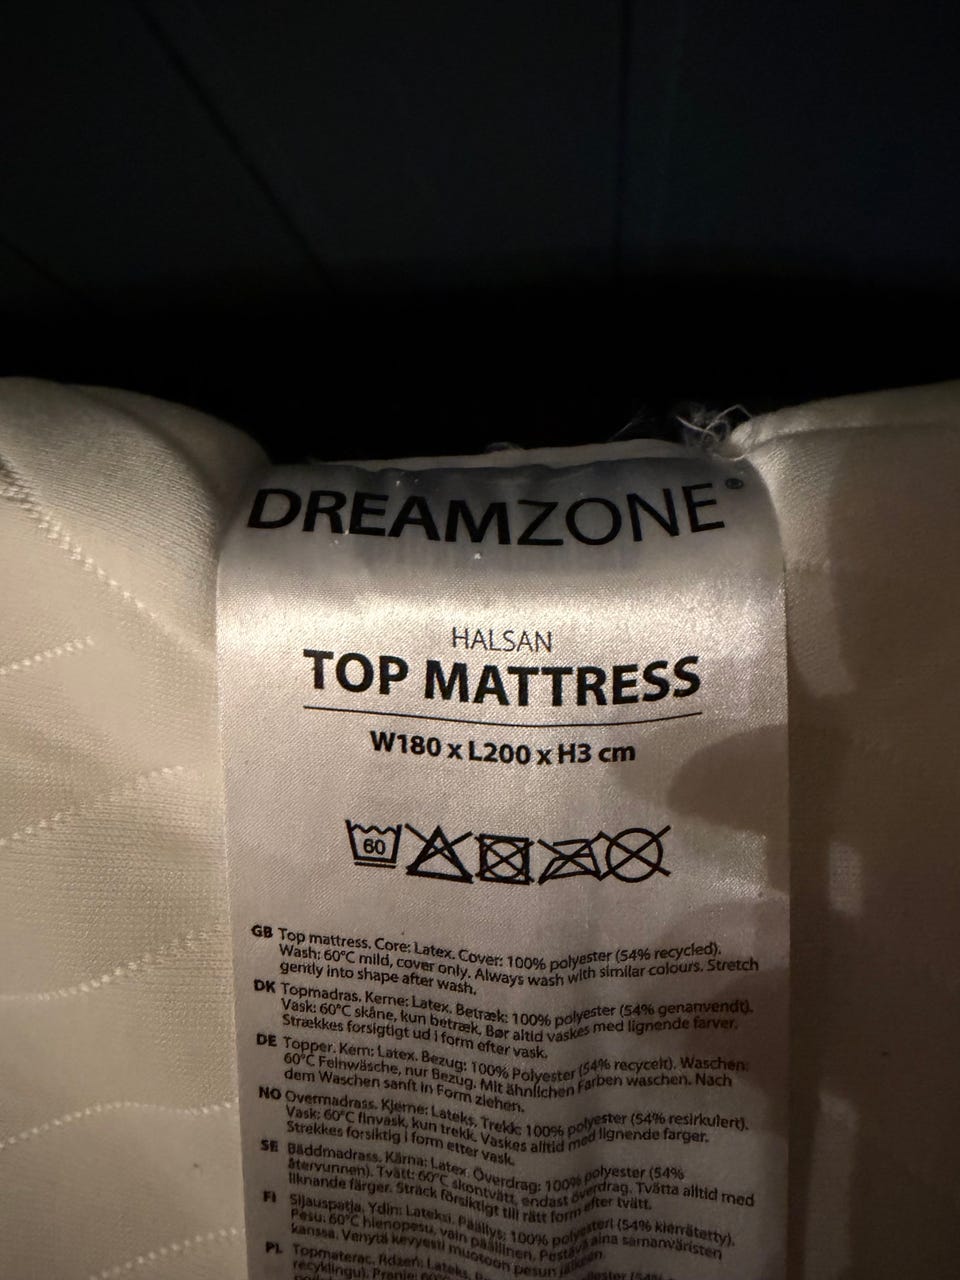 DREAMZONE®
HALSAN
TOP MATTRESS
W180 x L200 x H3 cm
60
GB Top mattress. Core: Latex. Cover: 100% polyester (54% recycled).
Wash: 60°C mild, cover only. Always wash with similar colours. Stretch
gently into shape after wash.
DK Topmadras. Kerne: Latex. Betræk: 100% polyester (54% genanvendt).
Vask: 60°C skåne, kun betræk. Bør altid vaskes med lignende farver.
Strækkes forsigtigt ud i form efter vask.
DE Topper. Kern: Latex. Bezug: 100% Polyester (54% recycelt). Waschen:
60°C Feinwäsche, nur Bezug. Mit ähnlichen Farben waschen. Nach
dem Waschen sanft in Form ziehen.
NO Overmadrass. Kjerne: Lateks, Trekk: 100% polyester (54% resirkulert).
Vask: 60°C finvask, kun trekk. Vaskes alltid med lignende farger.
Strekkes forsiktig i form etter vask.
SE Bäddmadrass. Kärna: Latex. Överdrag: 100% polyester (54%
återvunnen). Tvätt: 60°C skontvätt, endast överdrag. Tvätta alltid med
liknande färger. Sträck försiktigt till rätt form efter tvätt.
FI Sijauspatja. Ydin: Lateksi. Päällys: 100% polyesteri (54% kierrätetty).
Pesu: 60°C hienopesu, vain päällinen. Pestävä aina samanväristen
kanssa. Venytä kevyesti muotoon pesun jälkeen.
PL Topmaterac. Rdzeń: Lateks.